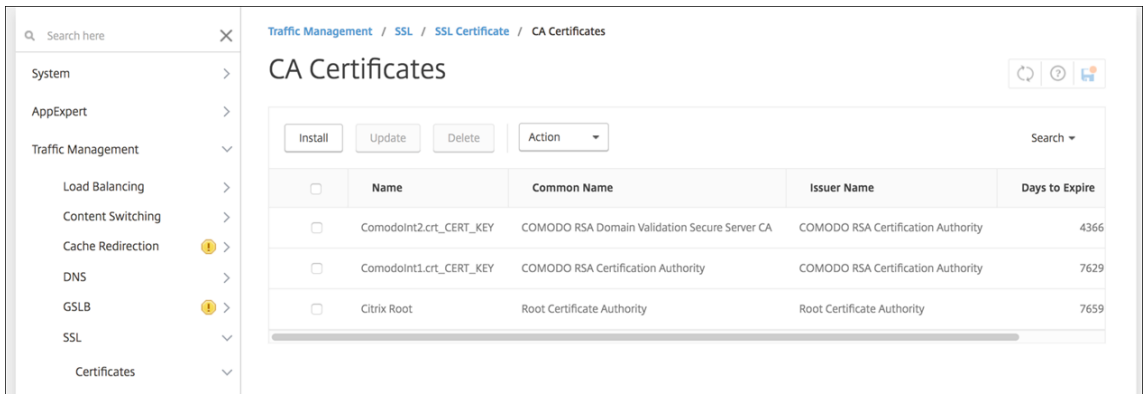 Search here
System
AppExpert
Traffic Management
Load Balancing
Content Switching
Cache Redirection
DNS
GSLB
SSL
Certificates
Traffic Management / SSL / SSL Certificate / CA Certificates
CA Certificates
Install Update Delete Action Search
Name Common Name Issuer Name Days to Expire
ComodoInt2.crt_CERT_KEY COMODO RSA Domain Validation Secure Server CA COMODO RSA Certification Authority 4366
ComodoInt1.crt_CERT_KEY COMODO RSA Certification Authority COMODO RSA Certification Authority 7629
Citrix Root Root Certificate Authority Root Certificate Authority 7659